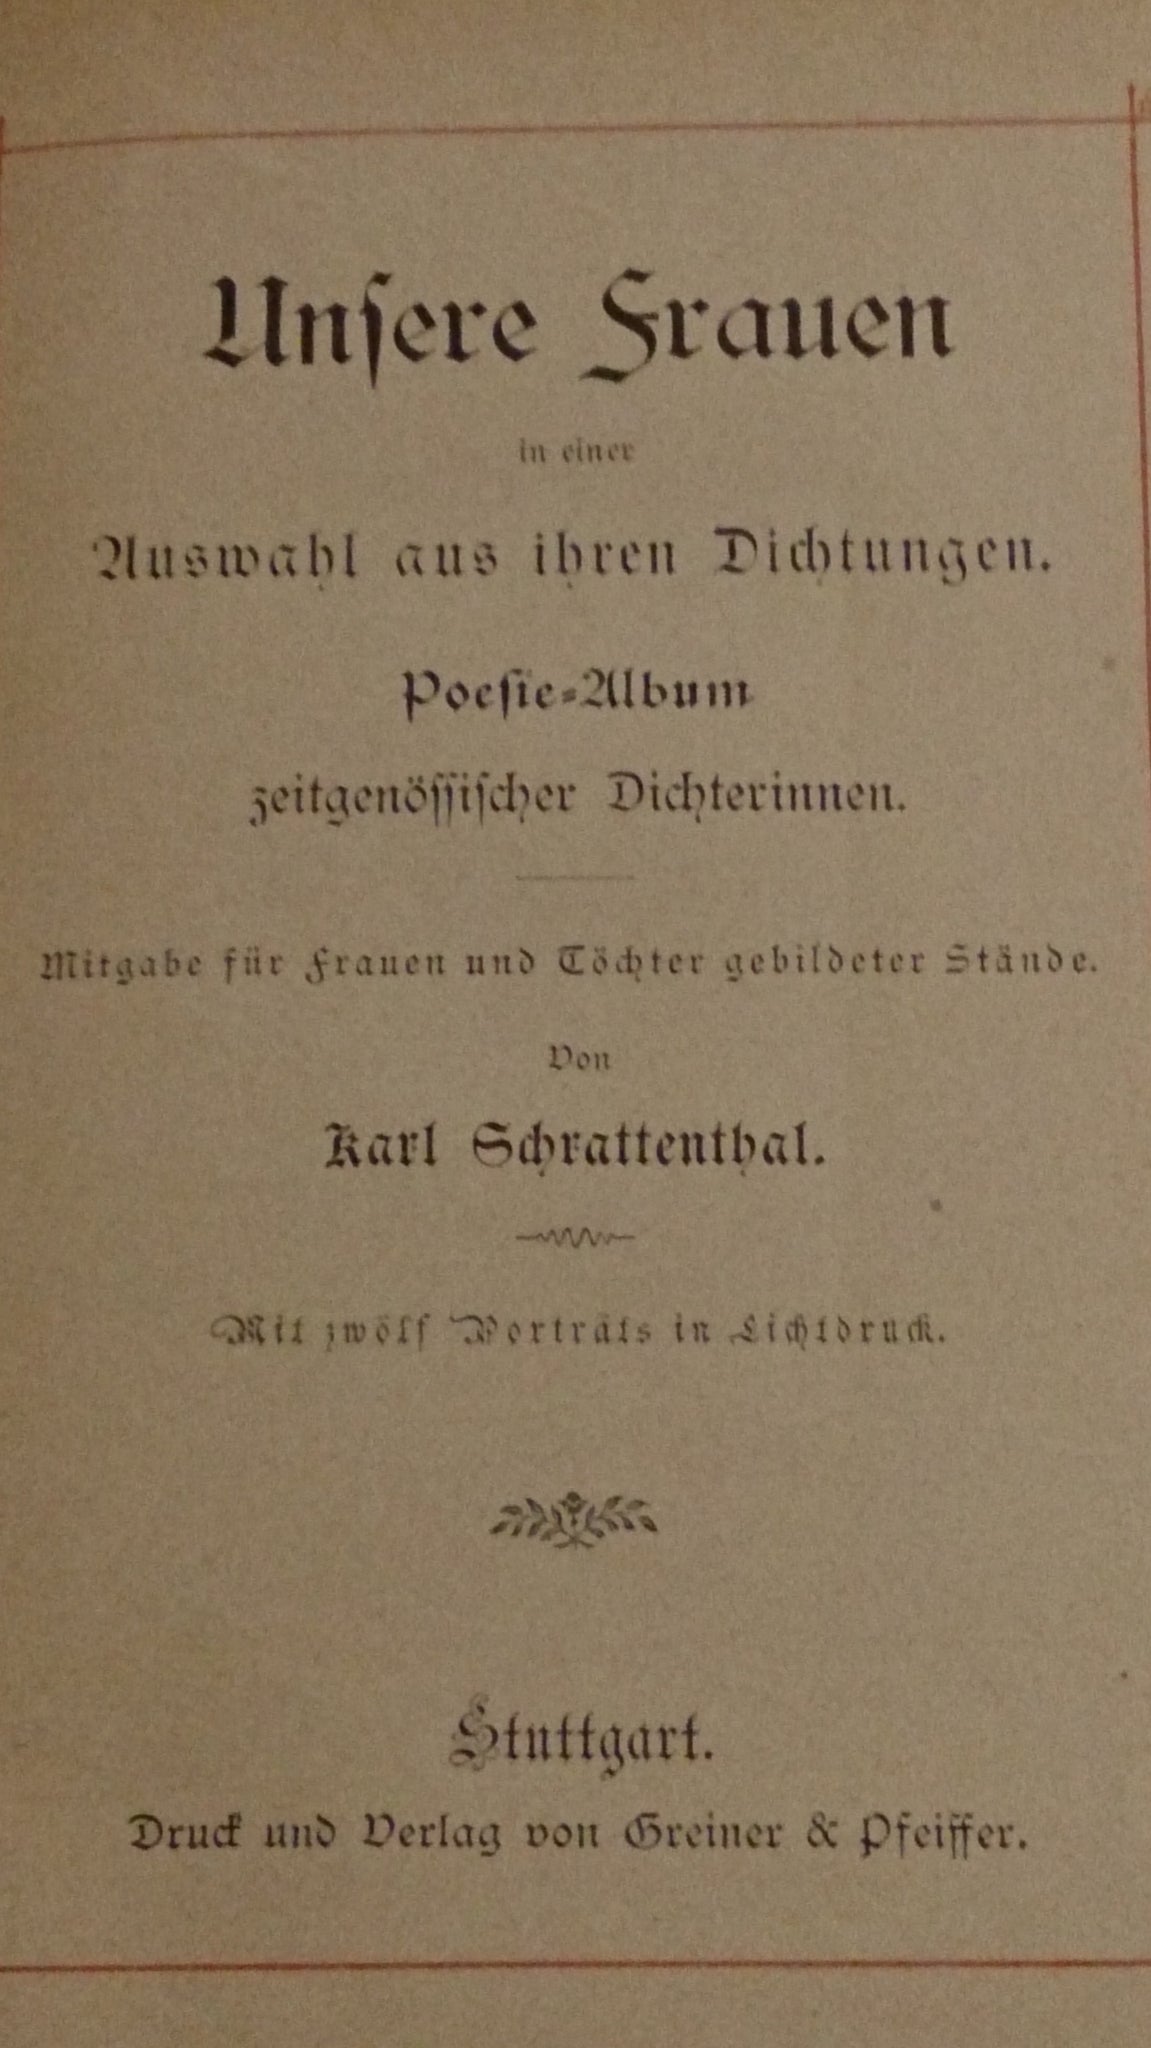 Unsere Frauen
in einer
Auswahl aus ihren Dichtungen.
Poesie-Album
zeitgenössischer Dichterinnen.
Mitgabe für Frauen und Töchter gebildeter Stände.
Von
Karl Schrattenthal.
Mit zwölf Porträts in Lichtdruck.
Stuttgart.
Druck und Verlag von Greiner & Pfeiffer.